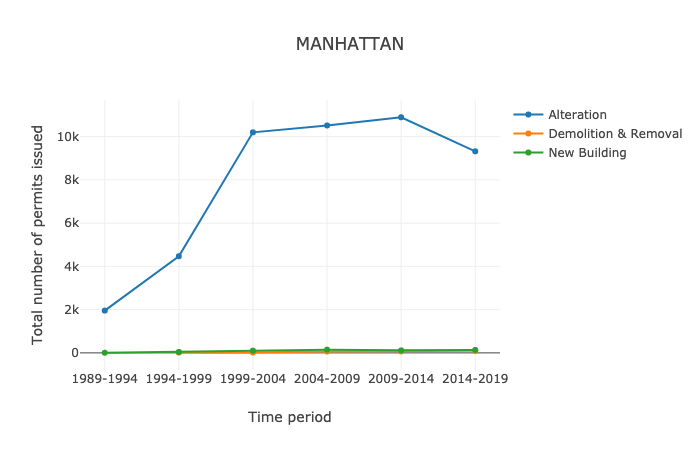 MANHATTAN
Alteration
Demolition & Removal
New Building
Total number of permits issued
10k
8k
6k
4k
2k
0
1989-1994 1994-1999 1999-2004 2004-2009 2009-2014 2014-2019
Time period